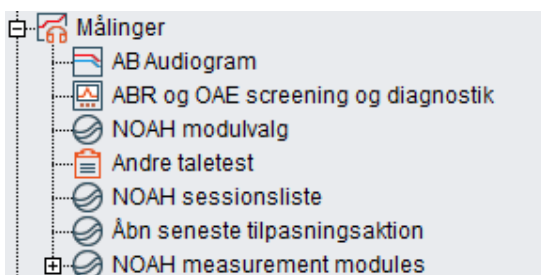 Målinger
AB Audiogram
ABR og OAE screening og diagnostik
NOAH modulvalg
Andre taletest
NOAH sessionsliste
Åbn seneste tilpasningsaktion
NOAH measurement modules